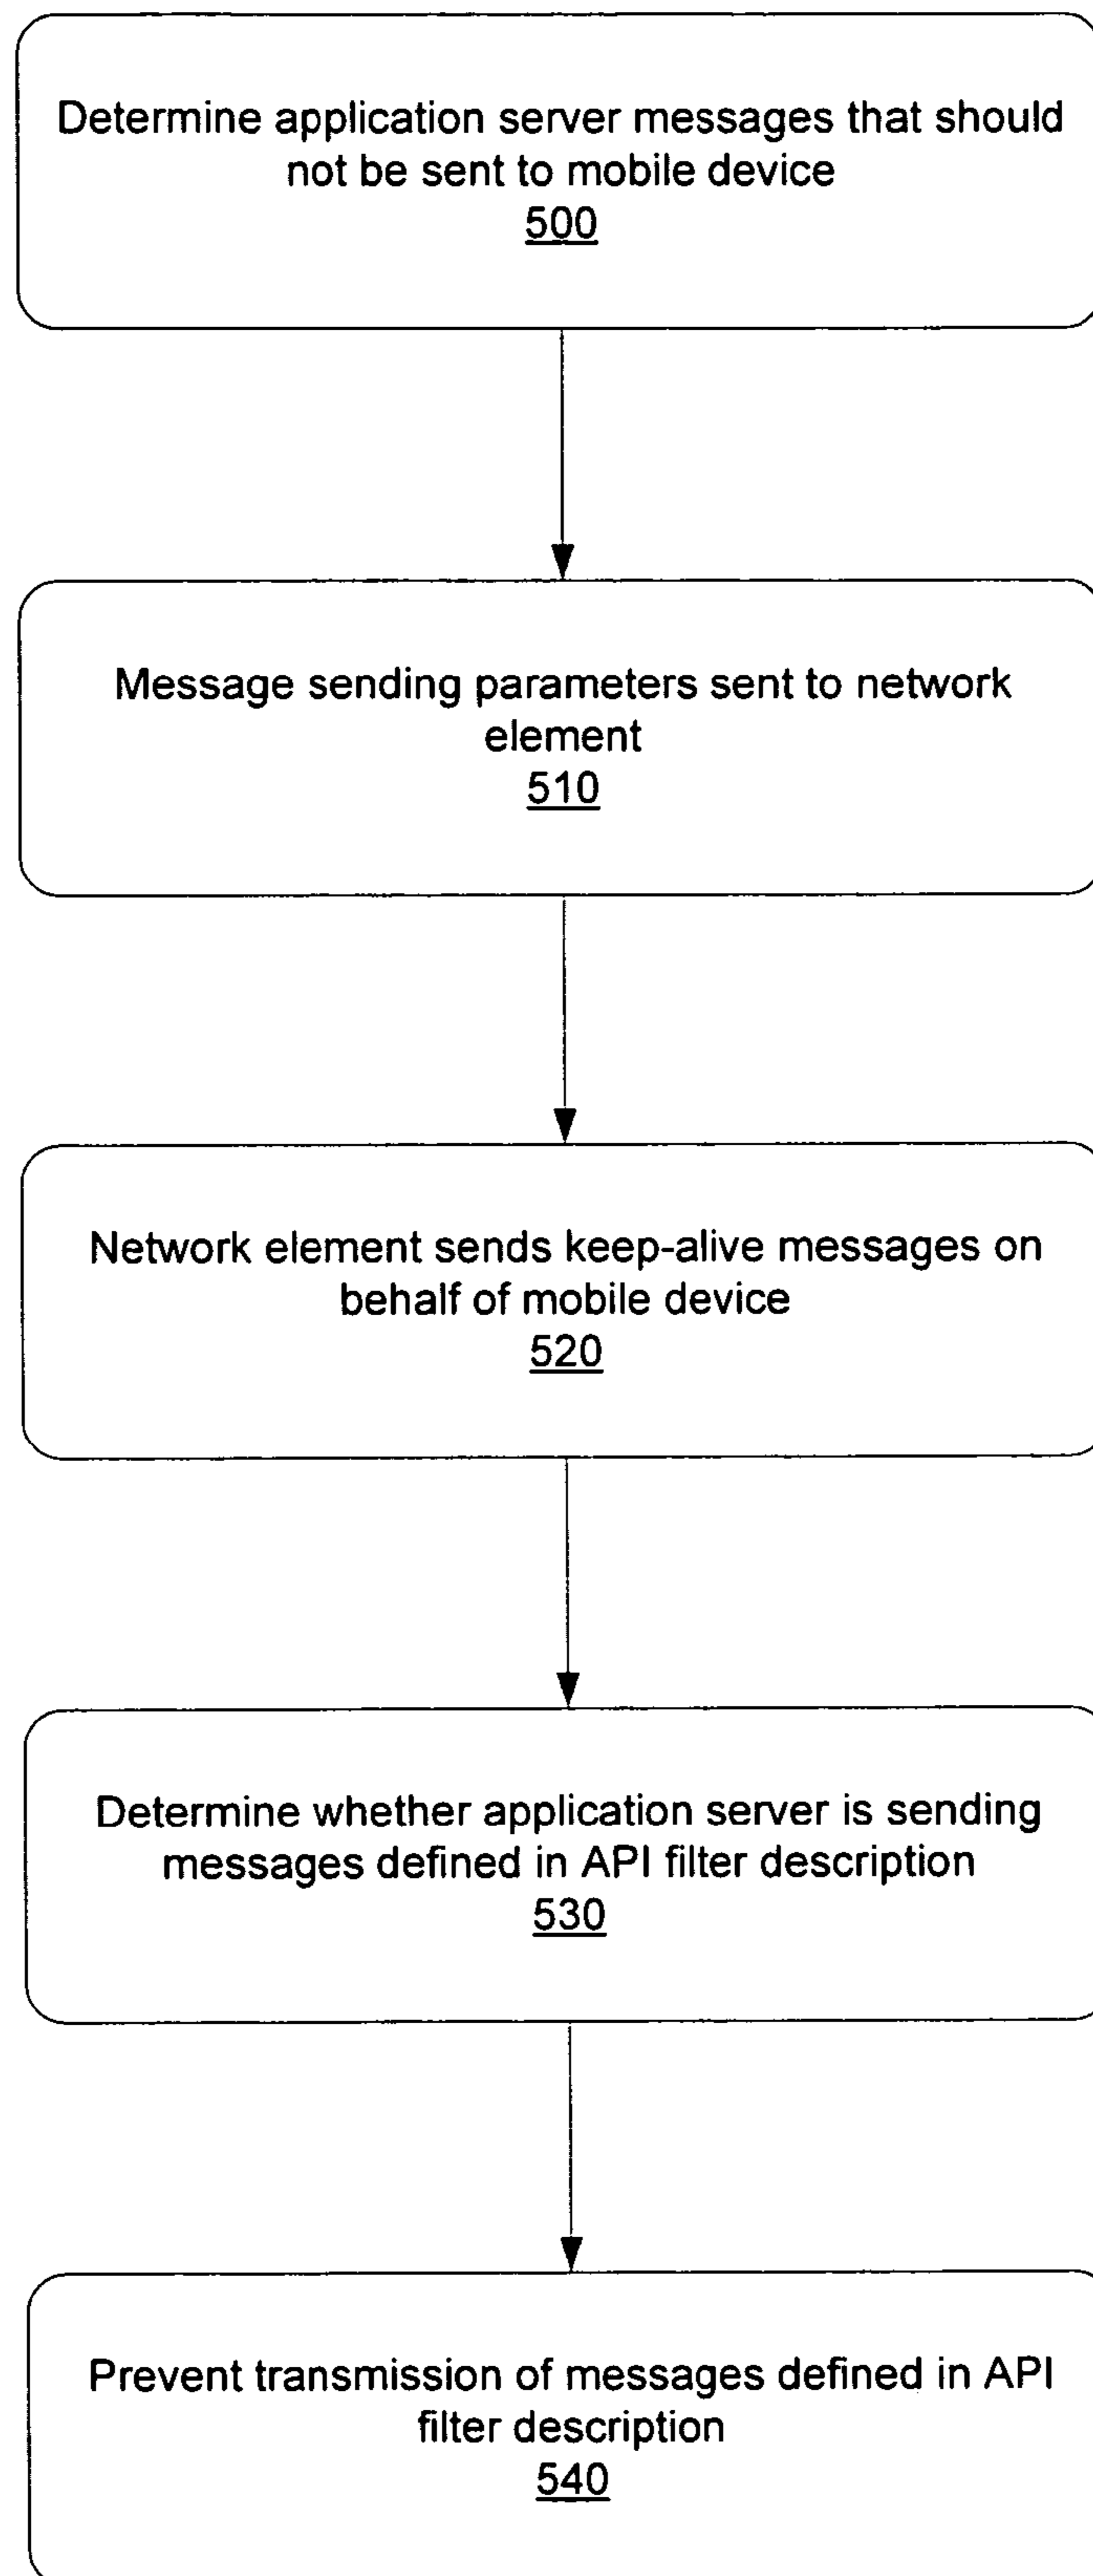 Determine application server messages that should
not be sent to mobile device
500
Message sending parameters sent to network
element
510
Network element sends keep-alive messages on
behalf of mobile device
520
Determine whether application server is sending
messages defined in API filter description
530
Prevent transmission of messages defined in API
filter description
540